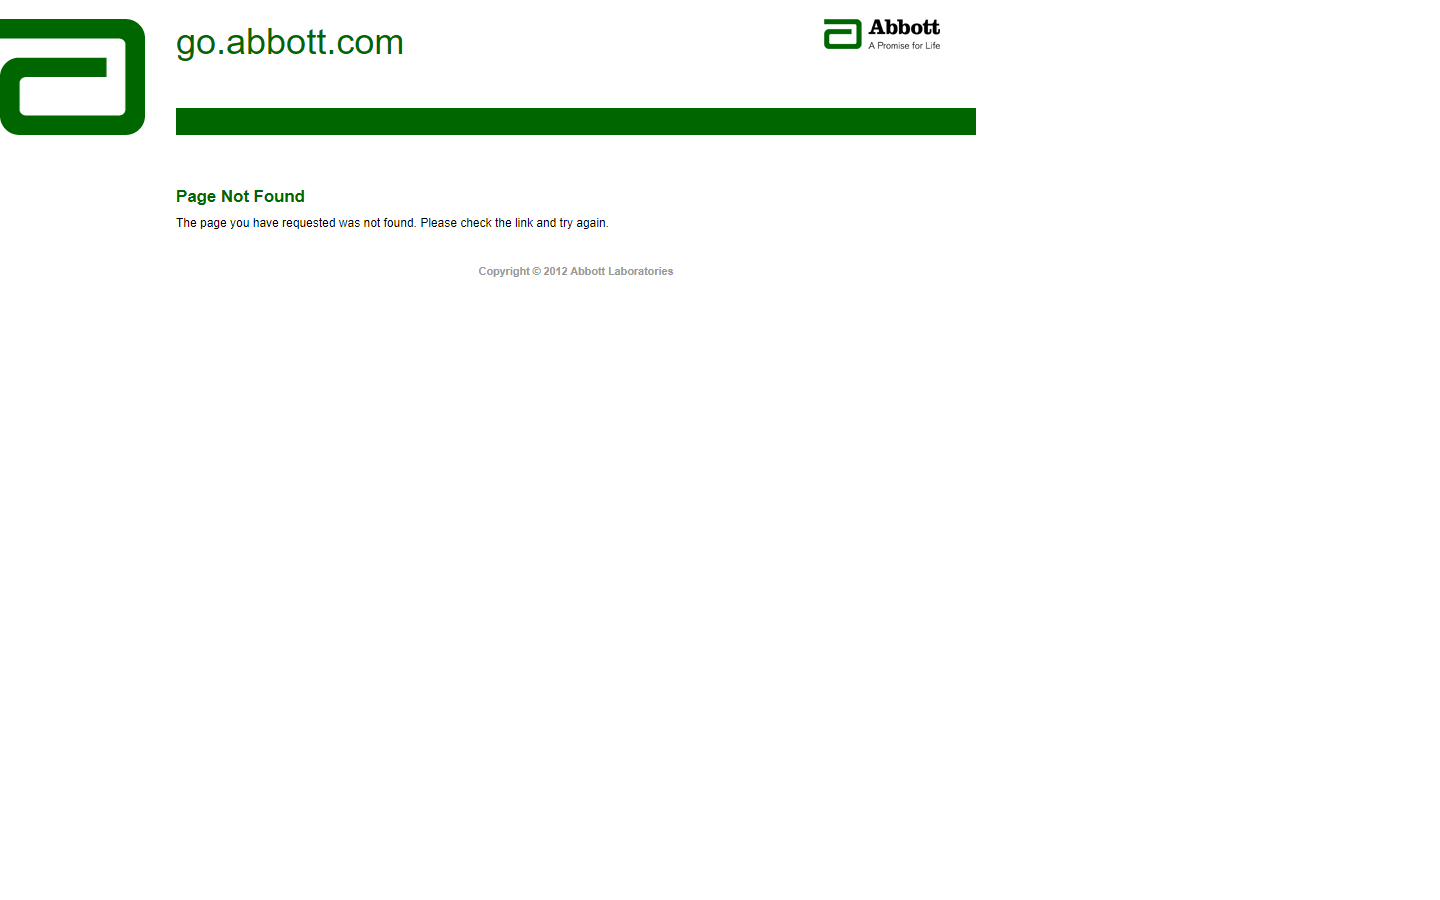 go.abbott.com
Abbott
A Promise for Life
Page Not Found
The page you have requested was not found. Please check the link and try again.
Copyright © 2012 Abbott Laboratories